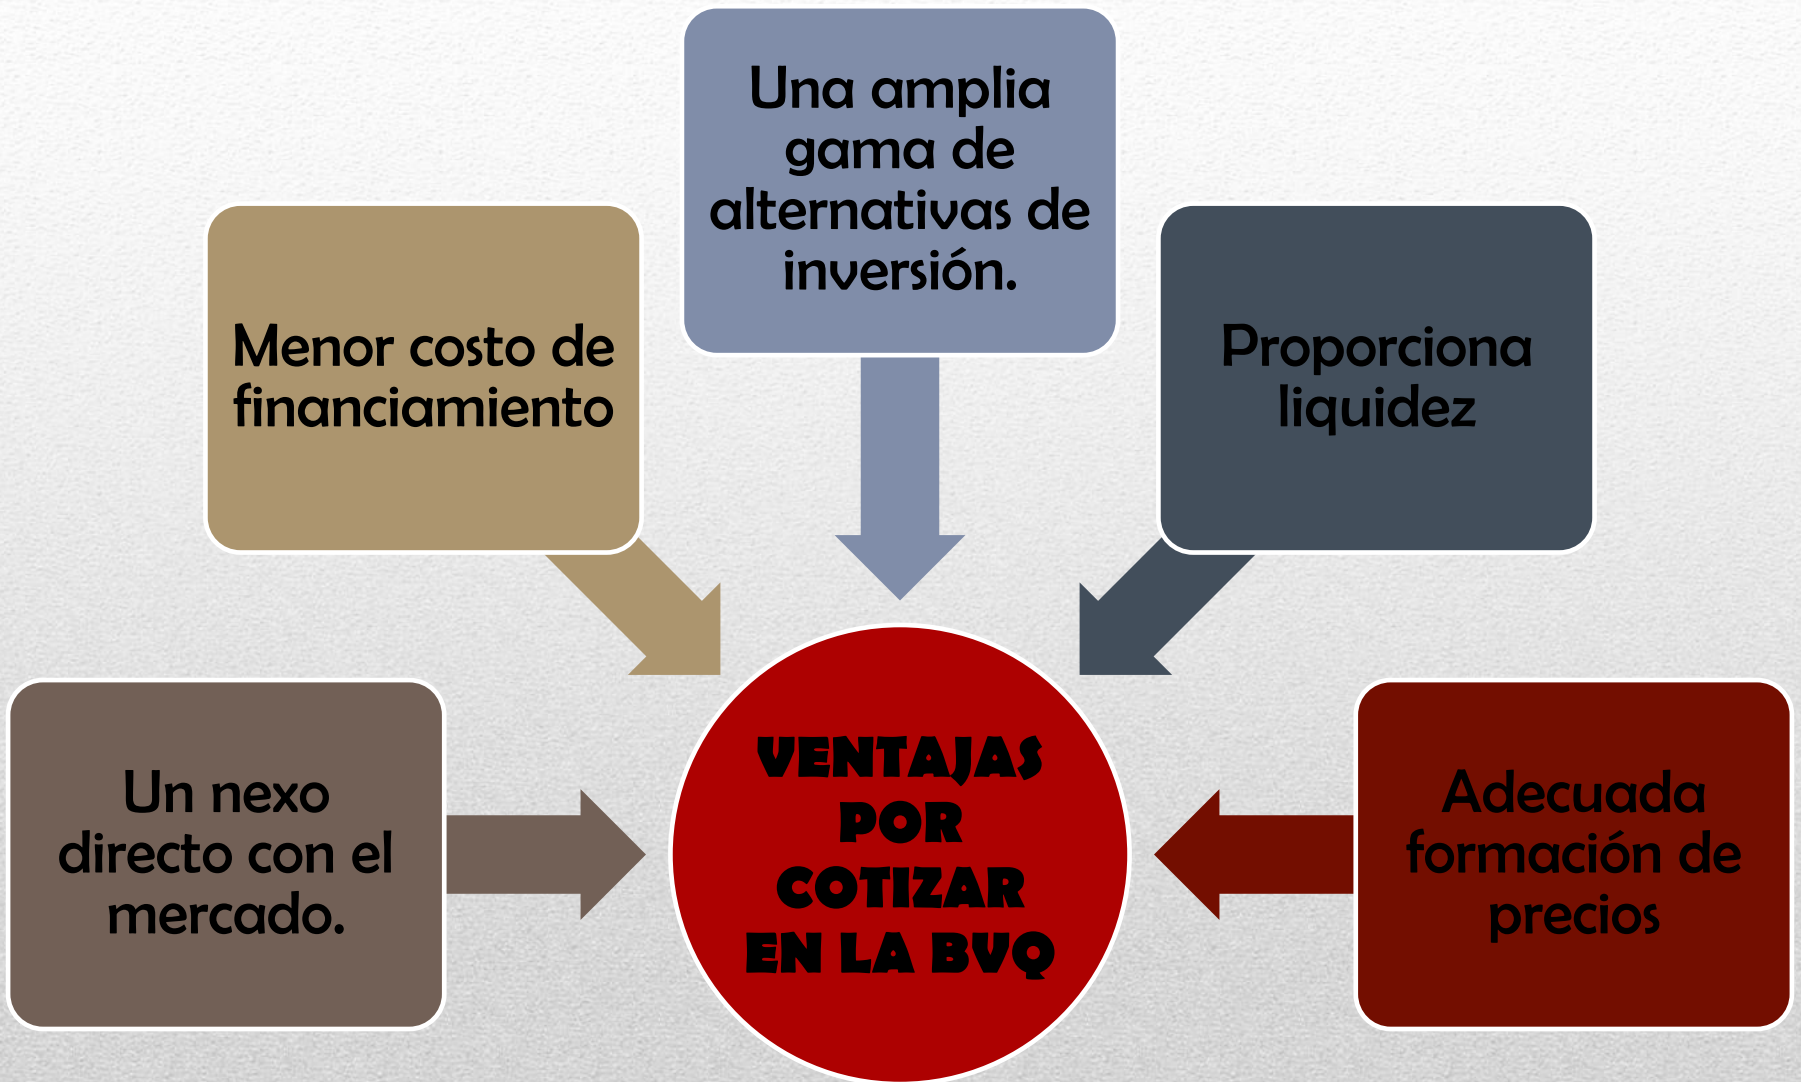 Una amplia
gama de
alternativas de
inversión.
Menor costo de
financiamiento
Proporciona
liquidez
Un nexo
directo con el
mercado.
VENTAJAS
POR
COTIZAR
EN LA BVQ
Adecuada
formación de
precios